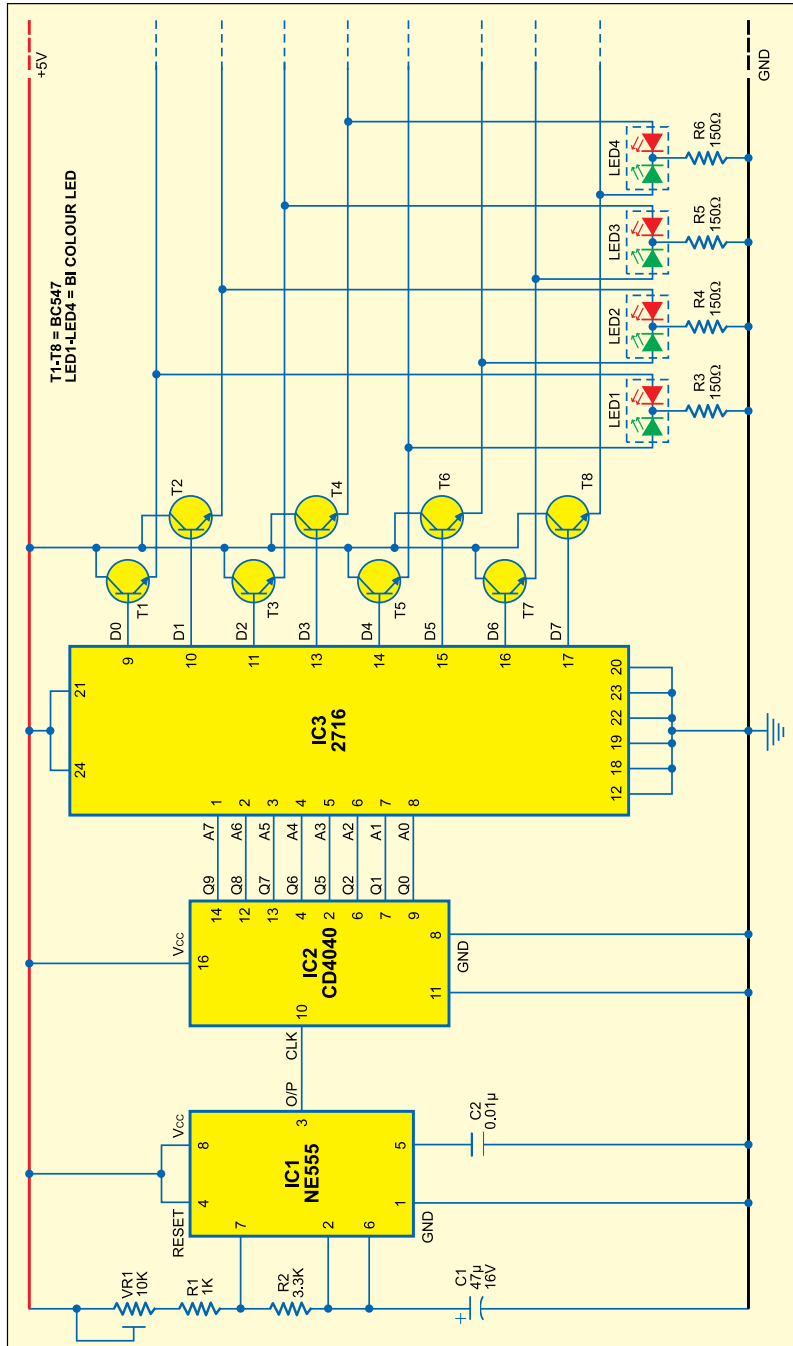 +5V
GND
T1-T8 = BC547
LED1-LED4 = BI COLOUR LED
VR1
10K
R1
1K
R2
3.3K
C1
47µ
16V
+
RESET
Vcc
4
8
7
2
6
IC1
NE555
3
1
5
GND
C2
0.01µ
O/P
CLK
Vcc
16
10
IC2
CD4040
14
12
13
4
2
6
7
9
11
8
GND
Q9
Q8
Q7
Q6
Q5
Q2
Q1
Q0
A7
A6
A5
A4
A3
A2
A1
A0
1
2
3
4
5
6
7
8
24
21
IC3
2716
12
18
19
22
23
20
9
10
11
13
14
15
16
17
D0
D1
D2
D3
D4
D5
D6
D7
T1
T2
T3
T4
T5
T6
T7
T8
LED1
LED2
LED3
LED4
R3
150Ω
R4
150Ω
R5
150Ω
R6
150Ω